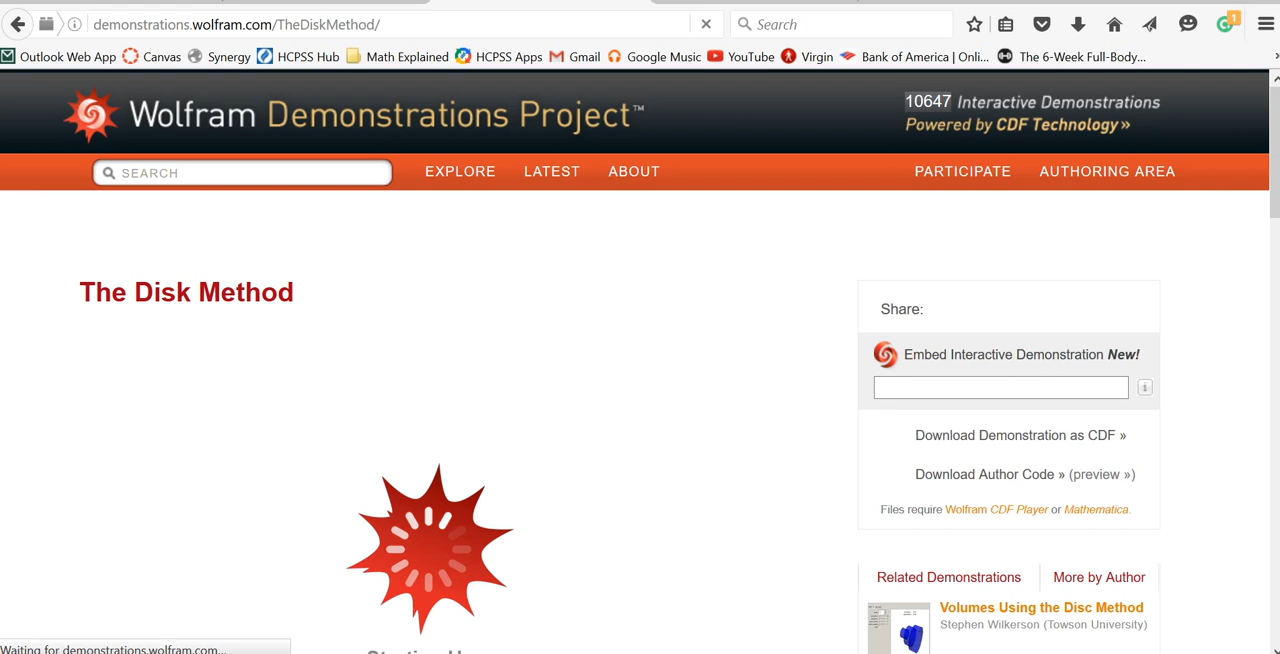 demonstrations.wolfram.com/TheDiskMethod/
Search
1
Outlook Web App Canvas Synergy HCPSS Hub Math Explained HCPSS Apps Gmail Google Music YouTube Virgin Bank of America | Onli... The 6-Week Full-Body...
Wolfram Demonstrations Project™
10647 Interactive Demonstrations
Powered by CDF Technology »
SEARCH
EXPLORE LATEST ABOUT PARTICIPATE AUTHORING AREA
The Disk Method
Share:
Embed Interactive Demonstration New!
Download Demonstration as CDF »
Download Author Code » (preview »)
Files require Wolfram CDF Player or Mathematica.
Related Demonstrations More by Author
Volumes Using the Disc Method
Stephen Wilkerson (Towson University)
Waiting for demonstrations.wolfram.com...